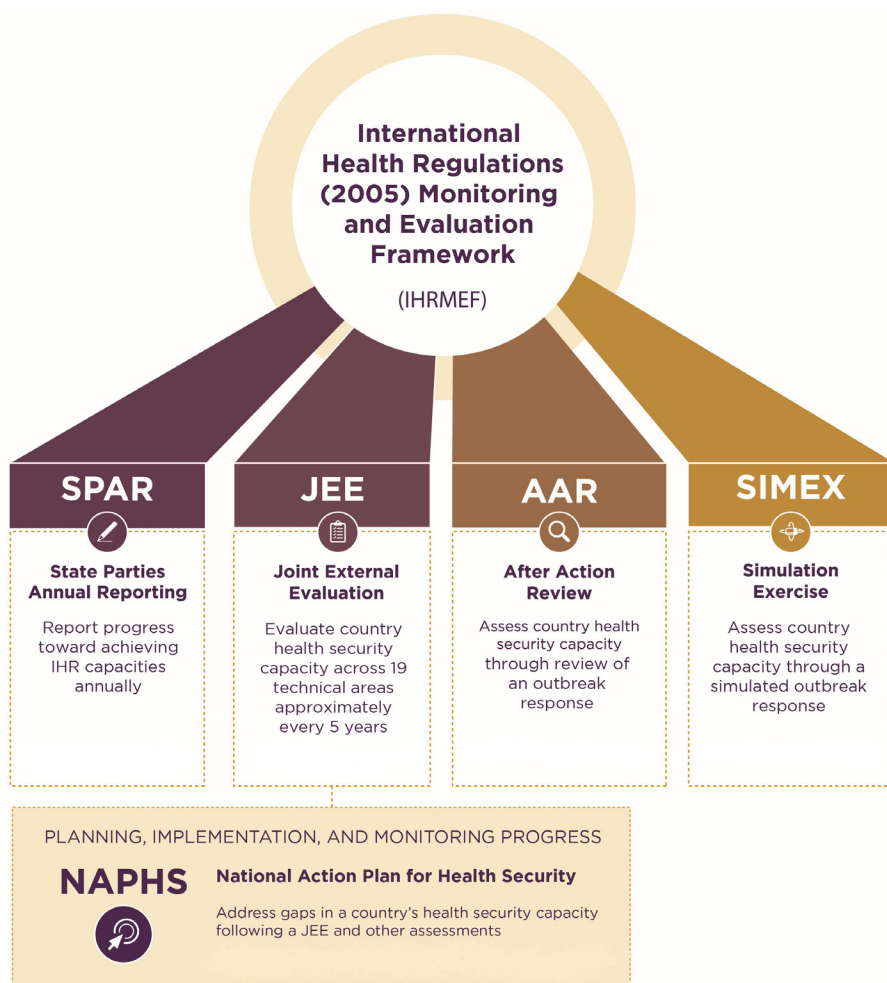 International
Health Regulations
(2005) Monitoring
and Evaluation
Framework
(IHRMEF)
SPAR
State Parties
Annual Reporting
Report progress
toward achieving
IHR capacities
annually
JEE
Joint External
Evaluation
Evaluate country
health security
capacity across 19
technical areas
approximately
every 5 years
AAR
After Action
Review
Assess country health
security capacity
through review of
an outbreak
response
SIMEX
Simulation
Exercise
Assess country
health security
capacity through a
simulated outbreak
response
PLANNING, IMPLEMENTATION, AND MONITORING PROGRESS
NAPHS
National Action Plan for Health Security
Address gaps in a country's health security capacity
following a JEE and other assessments